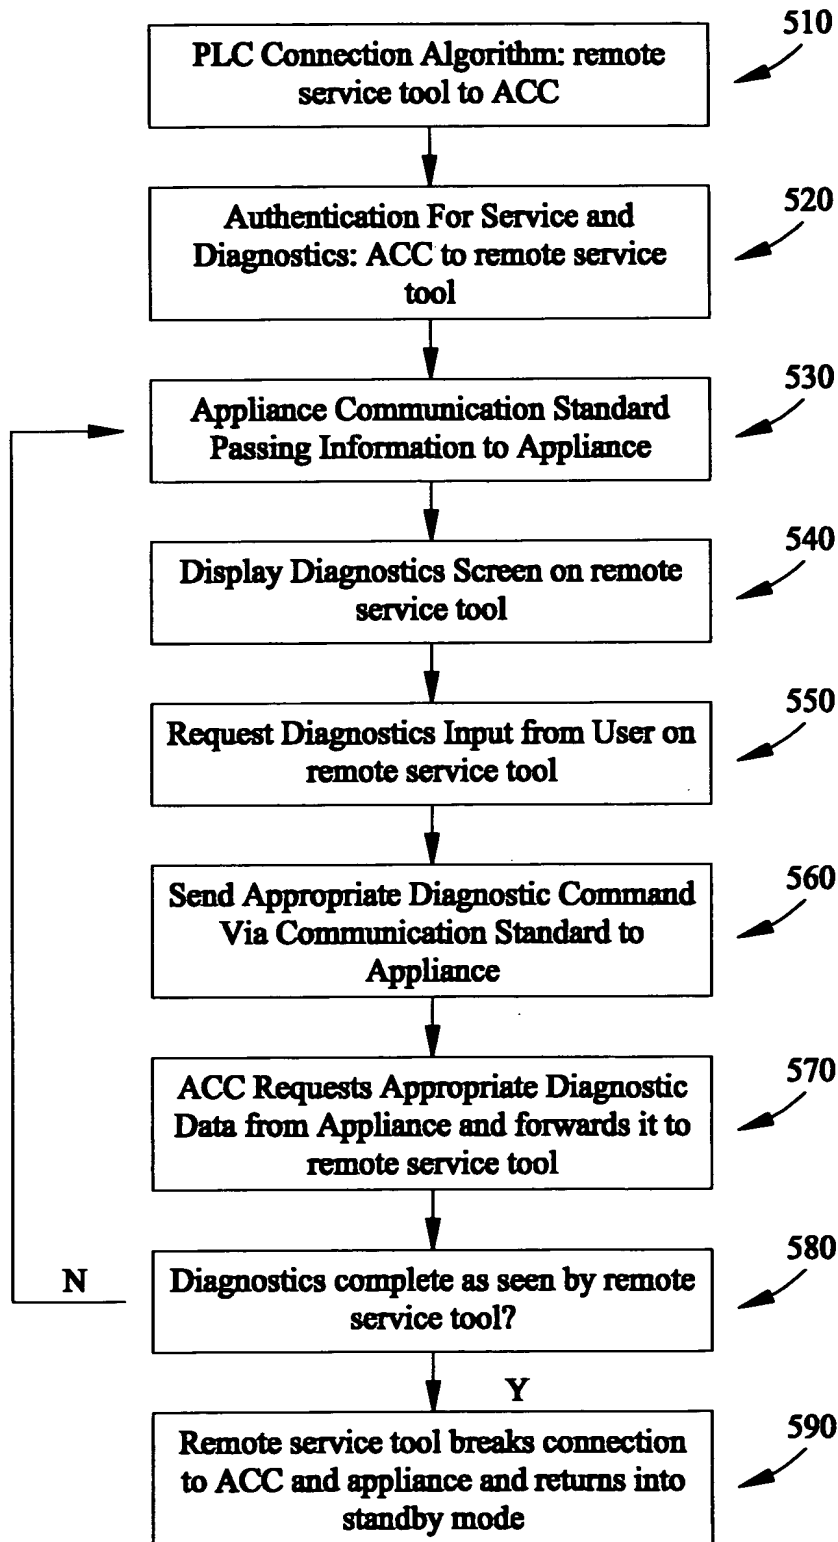 510
PLC Connection Algorithm: remote
service tool to ACC
520
Authentication For Service and
Diagnostics: ACC to remote service
tool
530
Appliance Communication Standard
Passing Information to Appliance
540
Display Diagnostics Screen on remote
service tool
550
Request Diagnostics Input from User on
remote service tool
560
Send Appropriate Diagnostic Command
Via Communication Standard to
Appliance
570
ACC Requests Appropriate Diagnostic
Data from Appliance and forwards it to
remote service tool
580
N
Diagnostics complete as seen by remote
service tool?
Y
590
Remote service tool breaks connection
to ACC and appliance and returns into
standby mode